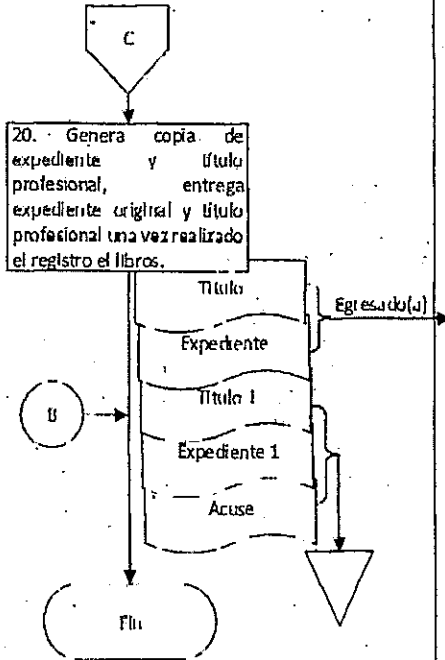 C
20. Genera copia de
expediente y título
profesional, entrega
expediente original y título
profesional una vez realizado
el registro el libros.
Título
Egresado(a)
Expediente
Título 1
Expediente 1
Acuse
Fin